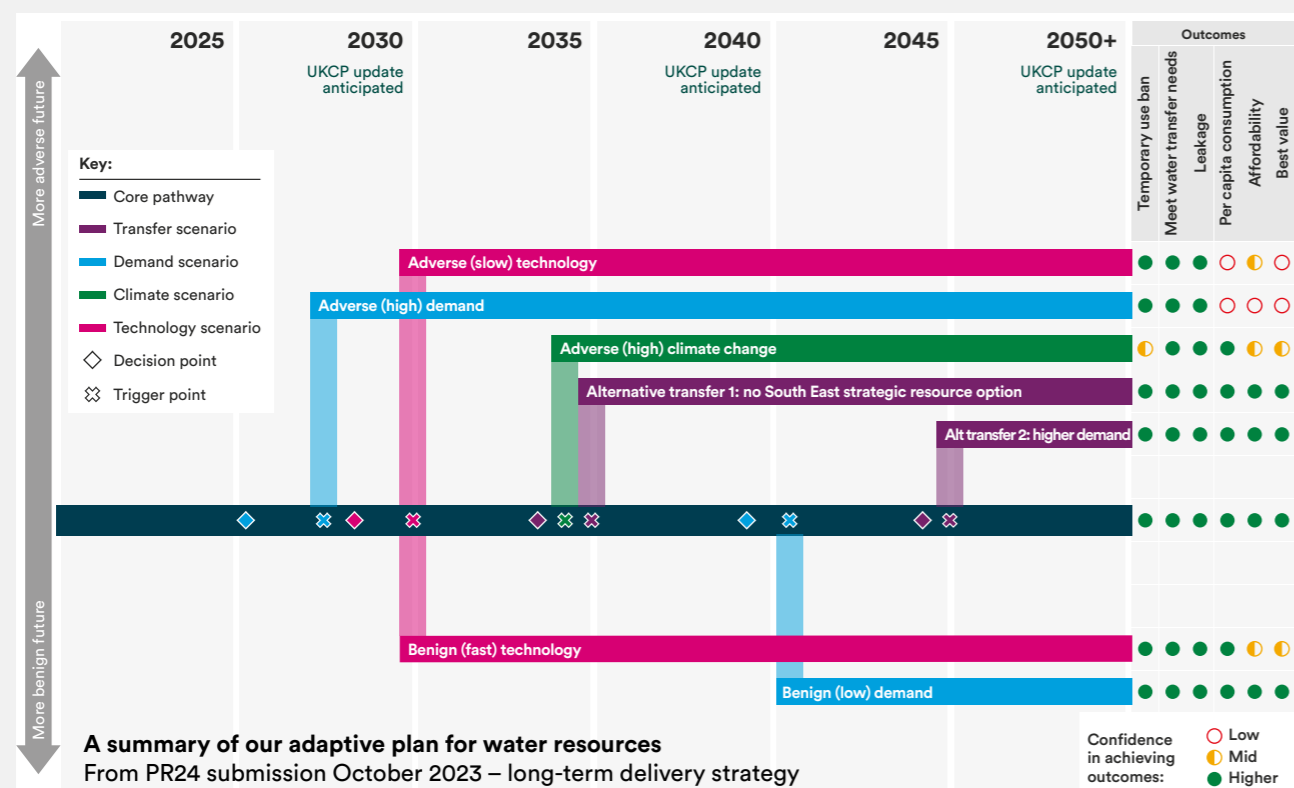 2025
2030
2035
2040
2045
2050+
Outcomes
UKCP update
anticipated
UKCP update
anticipated
UKCP update
anticipated
Temporary use ban
Meet water transfer needs
Leakage
Per capita consumption
Affordability
Best value
More adverse future
Key:
Core pathway
Transfer scenario
Demand scenario
Climate scenario
Technology scenario
Decision point
Trigger point
Adverse (slow) technology
Adverse (high) demand
Adverse (high) climate change
Alternative transfer 1: no South East strategic resource option
Alt transfer 2: higher demand
More benign future
Benign (fast) technology
Benign (low) demand
A summary of our adaptive plan for water resources
From PR24 submission October 2023 – long-term delivery strategy
Confidence
in achieving
outcomes:
Low
Mid
Higher